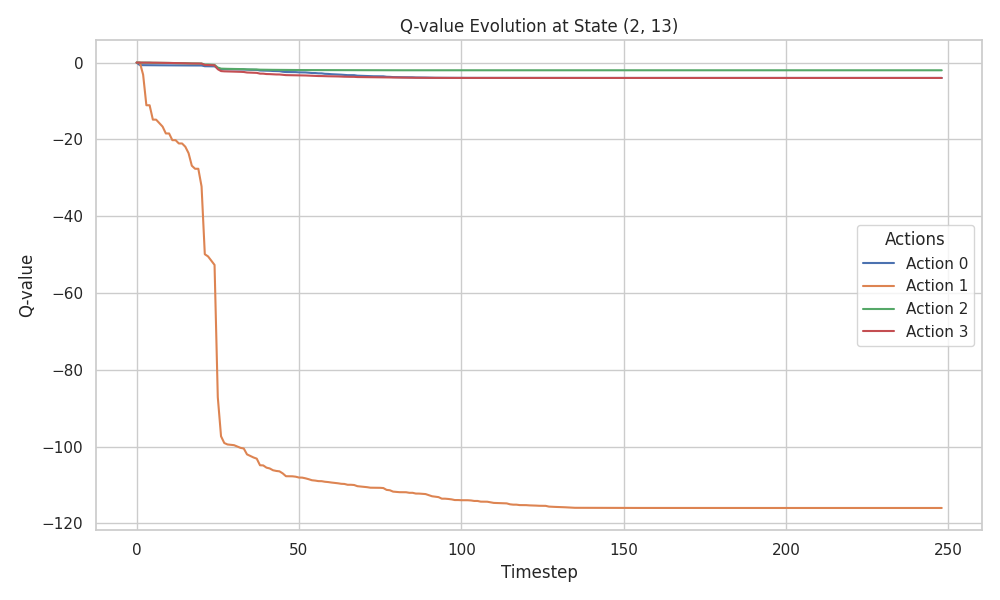 Q-value Evolution at State (2, 13)
0
−20
−40
−60
−80
−100
−120
Q-value
0
50
100
150
200
250
Timestep
Actions
Action 0
Action 1
Action 2
Action 3